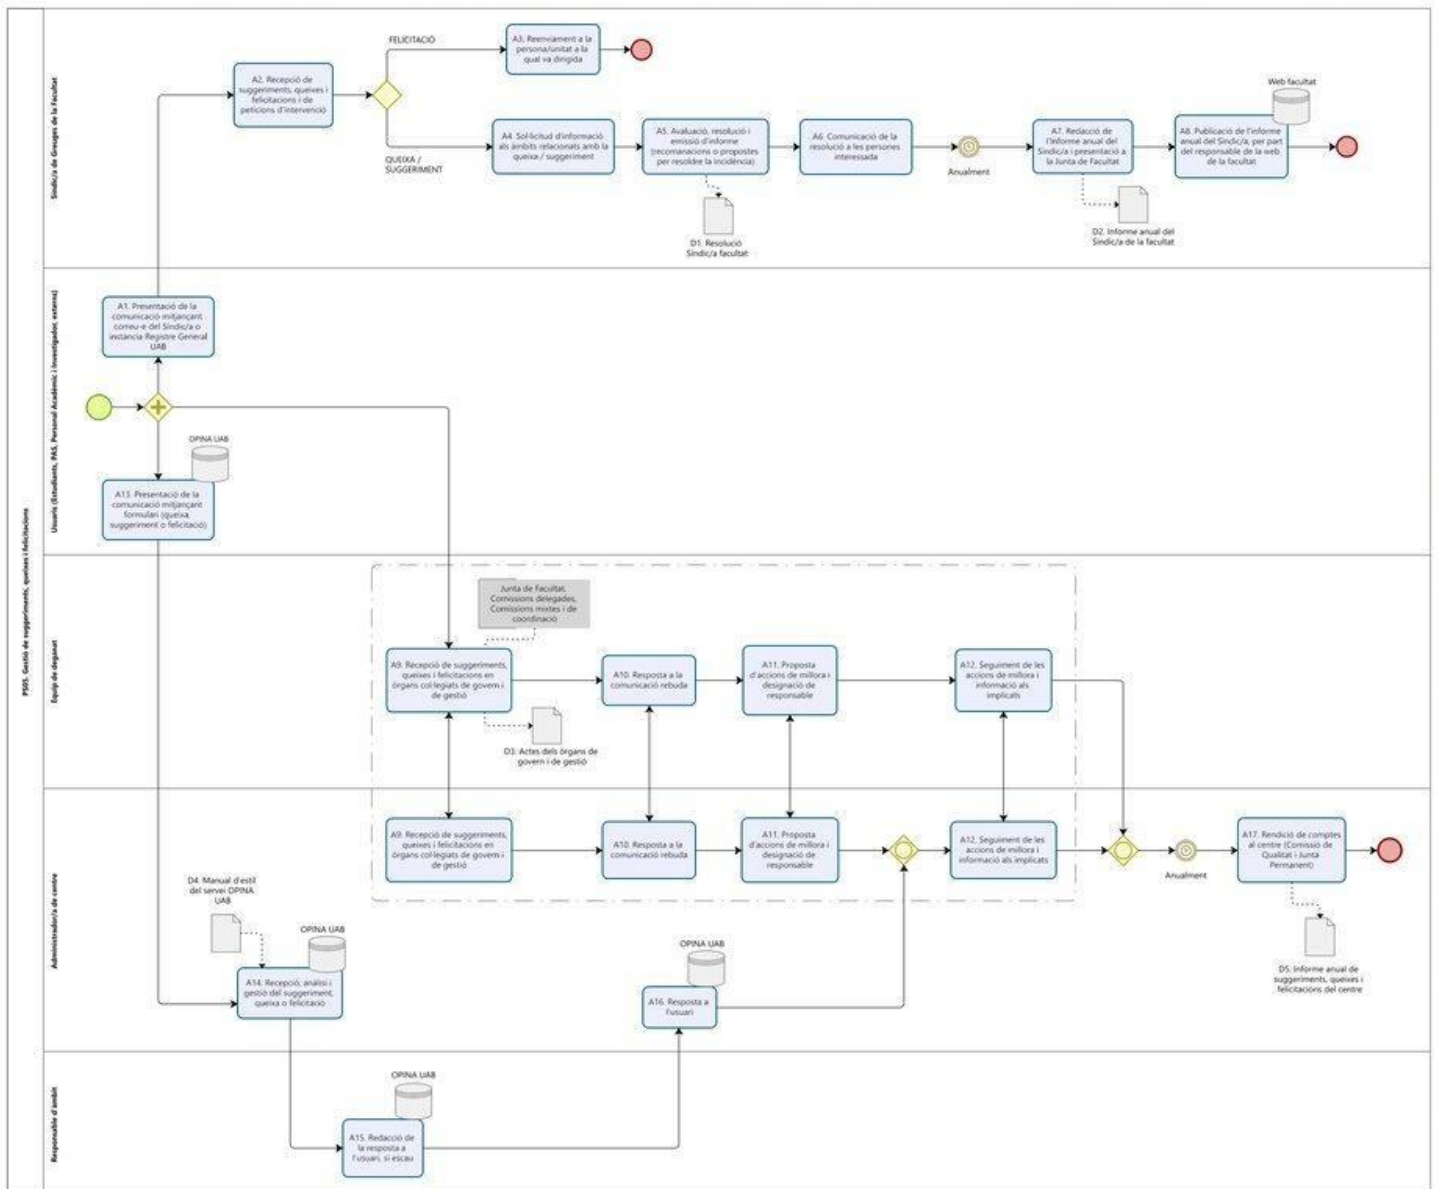 PS05. Gestió de suggeriments, queixes i felicitacions
Síndic/a de Greuges de la Facultat
FELICITACIÓ
A3. Reenviament a la
persona/unitat a la
qual va dirigida
A2. Recepció de
suggeriments, queixes i
felicitacions i de
peticions d'intervenció
QUEIXA /
SUGGERIMENT
A4. Sol·licitud d'informació
als àmbits relacionats amb la
queixa / suggeriment
A5. Avaluació, resolució i
emissió d'informe
(recomanacions o propostes
per resoldre la incidència)
D1. Resolució
Síndic/a facultat
A6. Comunicació de la
resolució a les persones
interessada
Anualment
A7. Redacció de
l'Informe anual del
Síndic/a i presentació a
la Junta de Facultat
D2. Informe anual del
Síndic/a de la facultat
Web facultat
A8. Publicació de l'informe
anual del Síndic/a, per part
del responsable de la web
de la facultat
Usuaris (Estudiants, PAS, Personal Acadèmic i Investigador, externs)
A1. Presentació de la
comunicació mitjançant
correu-e del Síndic/a o
instància Registre General
UAB
OPINA UAB
A13. Presentació de la
comunicació mitjançant
formulari (queixa,
suggeriment o felicitació)
Equip de deganat
Junta de Facultat,
Comissions delegades,
Comissions mixtes i de
coordinació
A9. Recepció de suggeriments,
queixes i felicitacions en
òrgans col·legiats de govern i
de gestió
D3. Actes dels òrgans de
govern i de gestió
A10. Resposta a la
comunicació rebuda
A11. Proposta
d'accions de millora i
designació de
responsable
A12. Seguiment de les
accions de millora i
informació als
implicats
Administrador/a de centre
A9. Recepció de suggeriments,
queixes i felicitacions en
òrgans col·legiats de govern i
de gestió
A10. Resposta a la
comunicació rebuda
A11. Proposta
d'accions de millora i
designació de
responsable
A12. Seguiment de les
accions de millora i
informació als implicats
Anualment
A17. Rendició de comptes
al centre (Comissió de
Qualitat i Junta
Permanent)
D5. Informe anual de
suggeriments, queixes i
felicitacions del centre
D4. Manual d'estil
del servei OPINA
UAB
OPINA UAB
A14. Recepció, anàlisi i
gestió del suggeriment,
queixa o felicitació
OPINA UAB
A16. Resposta a
l'usuari
Responsable d'àmbit
OPINA UAB
A15. Redacció de
la resposta a
l'usuari, si escau